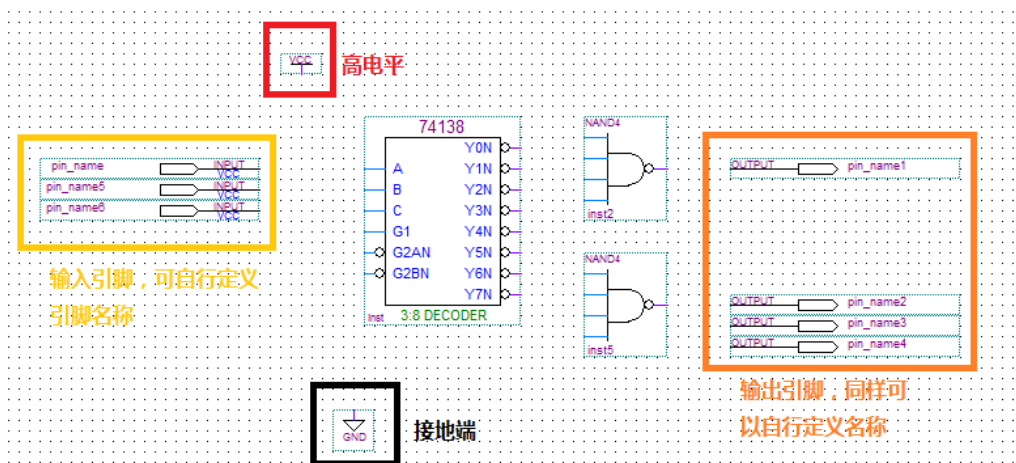 VCC
高电平
74138
NAND4
pin_name
INPUT
VCC
pin_name5
INPUT
VCC
pin_name6
INPUT
VCC
A
B
C
G1
G2AN
G2BN
Y0N
Y1N
Y2N
Y3N
Y4N
Y5N
Y6N
Y7N
inst
3:8 DECODER
inst2
NAND4
inst5
OUTPUT
pin_name1
OUTPUT
pin_name2
OUTPUT
pin_name3
OUTPUT
pin_name4
输入引脚，可自行定义
引脚名称
输出引脚，同样可
以自行定义名称
GND
接地端